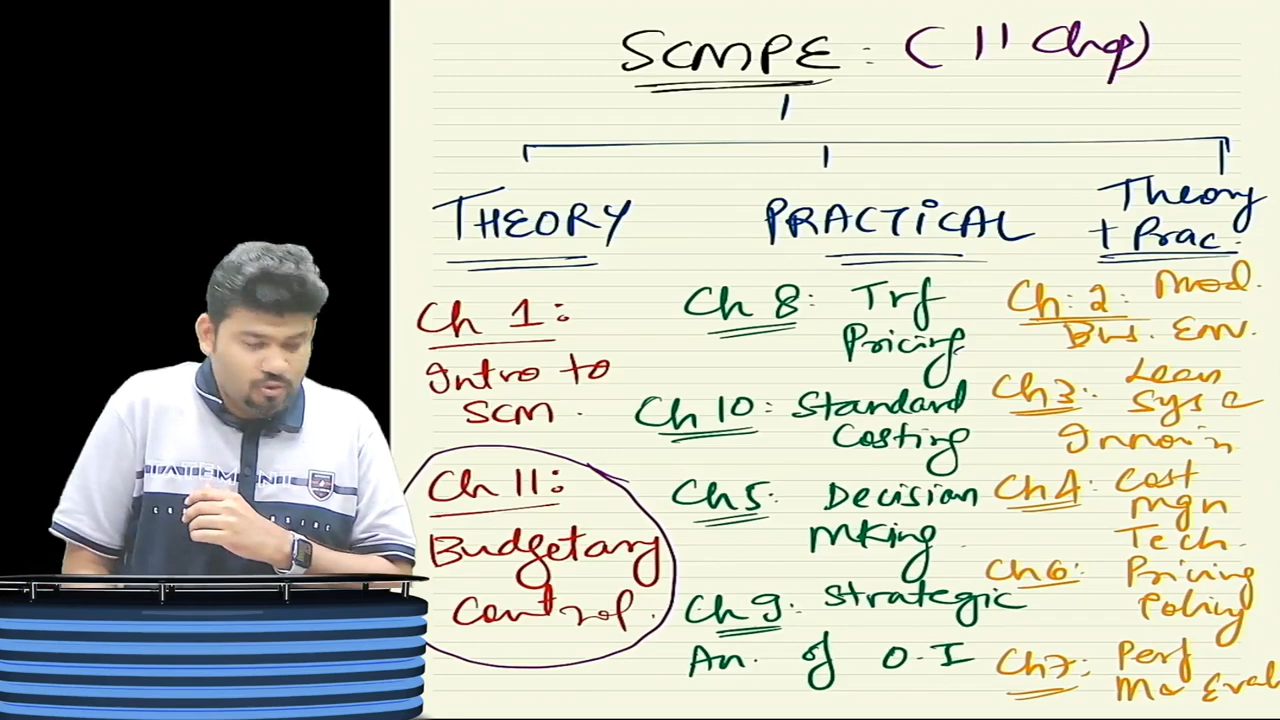 SCMPE: (11 Chp)
THEORY
Ch 1:
Intro to
SCM.
Ch 11:
Budgetary
Control.
PRACTICAL
Ch 8: Trf
Pricing
Ch 10: Standard
Costing
Ch 5. Decision
Mking.
Ch 9. Strategic
An. of O.I
Theory
+ Prac.
Ch: 2: Mod.
Bus. Env.
Ch 3: Lean
Sys &
Ch 4: Cost
Mgn
Tech.
Ch 6: Pricing
Policy
Ch 7: Perf
Eval